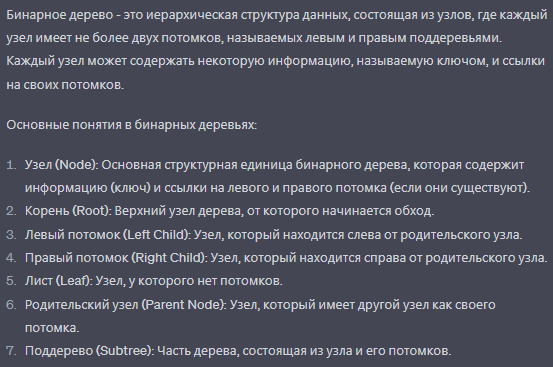 Бинарное дерево - это иерархическая структура данных, состоящая из узлов, где каждый
узел имеет не более двух потомков, называемых левым и правым поддеревьями.
Каждый узел может содержать некоторую информацию, называемую ключом, и ссылки
на своих потомков.
Основные понятия в бинарных деревьях:
1. Узел (Node): Основная структурная единица бинарного дерева, которая содержит
информацию (ключ) и ссылки на левого и правого потомка (если они существуют).
2. Корень (Root): Верхний узел дерева, от которого начинается обход.
3. Левый потомок (Left Child): Узел, который находится слева от родительского узла.
4. Правый потомок (Right Child): Узел, который находится справа от родительского узла.
5. Лист (Leaf): Узел, у которого нет потомков.
6. Родительский узел (Parent Node): Узел, который имеет другой узел как своего
потомка.
7. Поддерево (Subtree): Часть дерева, состоящая из узла и его потомков.